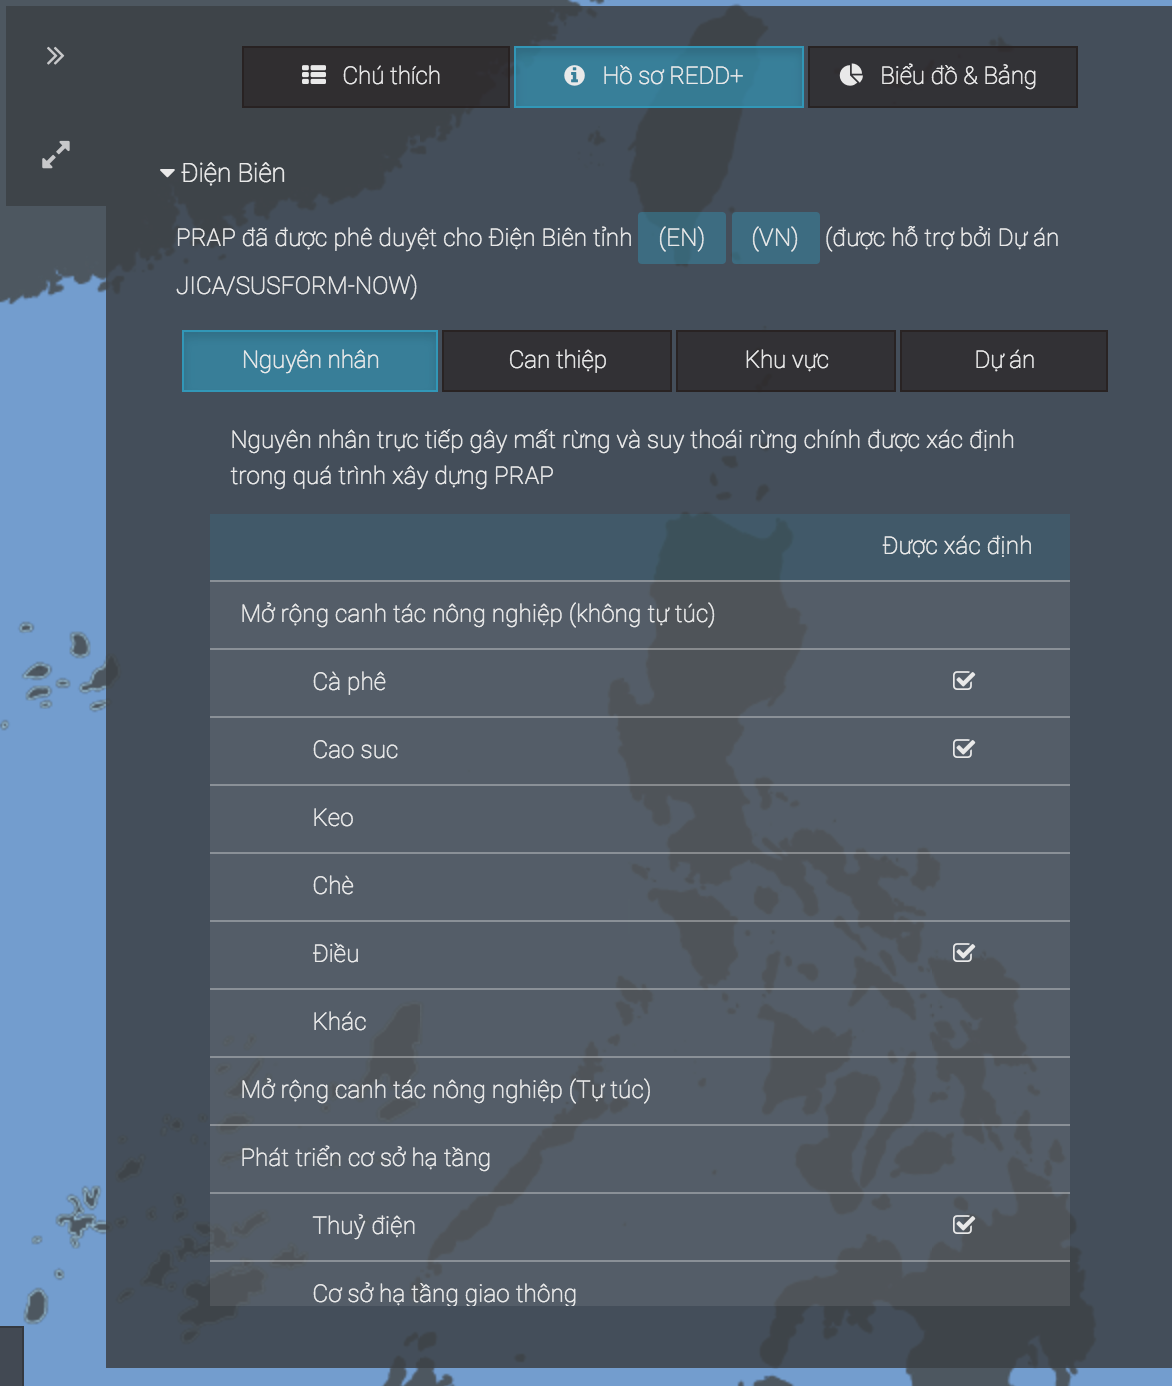 Chú thích
Hồ sơ REDD+
Biểu đồ & Bảng
Điện Biên
PRAP đã được phê duyệt cho Điện Biên tỉnh (EN) (VN) (được hỗ trợ bởi Dự án
JICA/SUSFORM-NOW)
Nguyên nhân
Can thiệp
Khu vực
Dự án
Nguyên nhân trực tiếp gây mất rừng và suy thoái rừng chính được xác định
trong quá trình xây dựng PRAP
Được xác định
Mở rộng canh tác nông nghiệp (không tự túc)
Cà phê
Cao suc
Keo
Chè
Điều
Khác
Mở rộng canh tác nông nghiệp (Tự túc)
Phát triển cơ sở hạ tầng
Thuỷ điện
Cơ sở hạ tầng giao thông